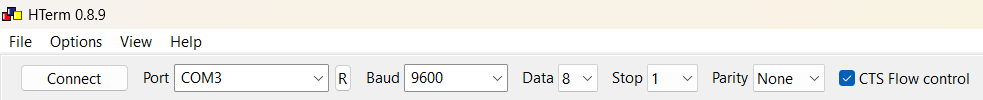 HTerm 0.8.9
File Options View Help
Connect Port COM3 R Baud 9600 Data 8 Stop 1 Parity None CTS Flow control